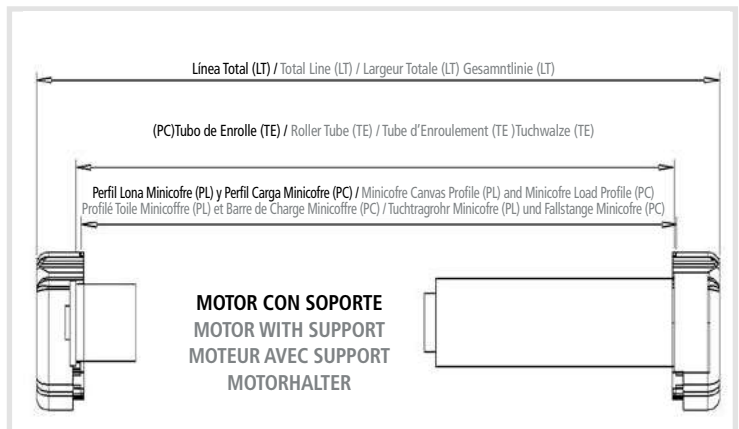 Línea Total (LT) / Total Line (LT) / Largeur Totale (LT) Gesamntlinie (LT)
(PC)Tubo de Enrolle (TE) / Roller Tube (TE) / Tube d'Enroulement (TE )Tuchwalze (TE)
Perfil Lona Minicofre (PL) y Perfil Carga Minicofre (PC) / Minicofre Canvas Profile (PL) and Minicofre Load Profile (PC)
Profilé Toile Minicoffre (PL) et Barre de Charge Minicoffre (PC) / Tuchtragrohr Minicofre (PL) und Fallstange Minicofre (PC)
MOTOR CON SOPORTE
MOTOR WITH SUPPORT
MOTEUR AVEC SUPPORT
MOTORHALTER